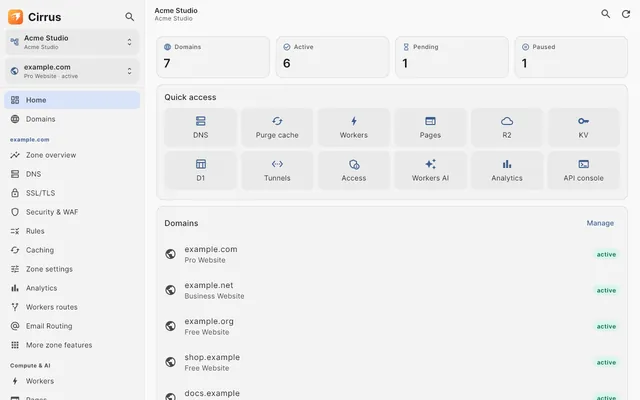 Cirrus
Acme Studio
Acme Studio
example.com
Pro Website · active
Home
Domains
example.com
Zone overview
DNS
SSL/TLS
Security & WAF
Rules
Caching
Zone settings
Analytics
Workers routes
Email Routing
More zone features
Compute & AI
Workers
Pages
Acme Studio
Acme Studio
Domains
7
Active
6
Pending
1
Paused
1
Quick access
DNS
Purge cache
Workers
Pages
R2
KV
D1
Tunnels
Access
Workers AI
Analytics
API console
Domains
Manage
example.com
Pro Website
active
example.net
Business Website
active
example.org
Free Website
active
shop.example
Free Website
active
docs.example
active